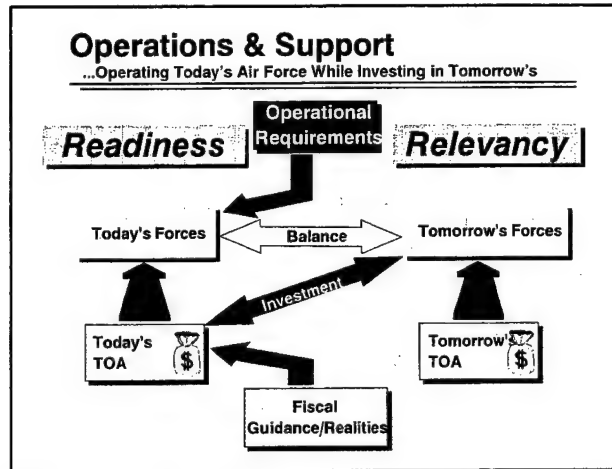 Operations & Support
...Operating Today's Air Force While Investing in Tomorrow's
Operational
Requirements
Readiness
Relevancy
Today's Forces
Balance
Tomorrow's Forces
Investment
Today's
TOA
$
Tomorrow's
TOA
$
Fiscal
Guidance/Realities